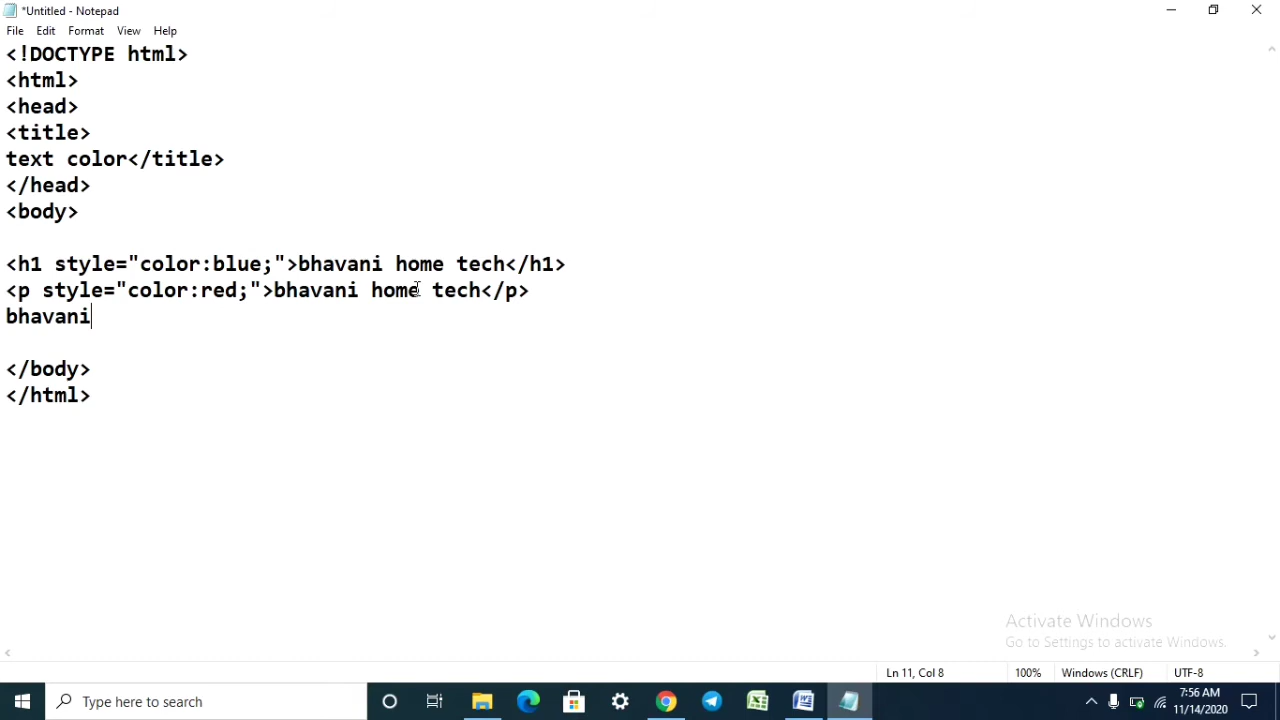 *Untitled - Notepad
File Edit Format View Help
<!DOCTYPE html>
<html>
<head>
<title>
text color</title>
</head>
<body>
<h1 style="color:blue;">bhavani home tech</h1>
<p style="color:red;">bhavani home tech</p>
bhavani
</body>
</html>
Activate Windows
Go to Settings to activate Windows.
Ln 11, Col 8 100% Windows (CRLF) UTF-8
Type here to search
7:56 AM
11/14/2020